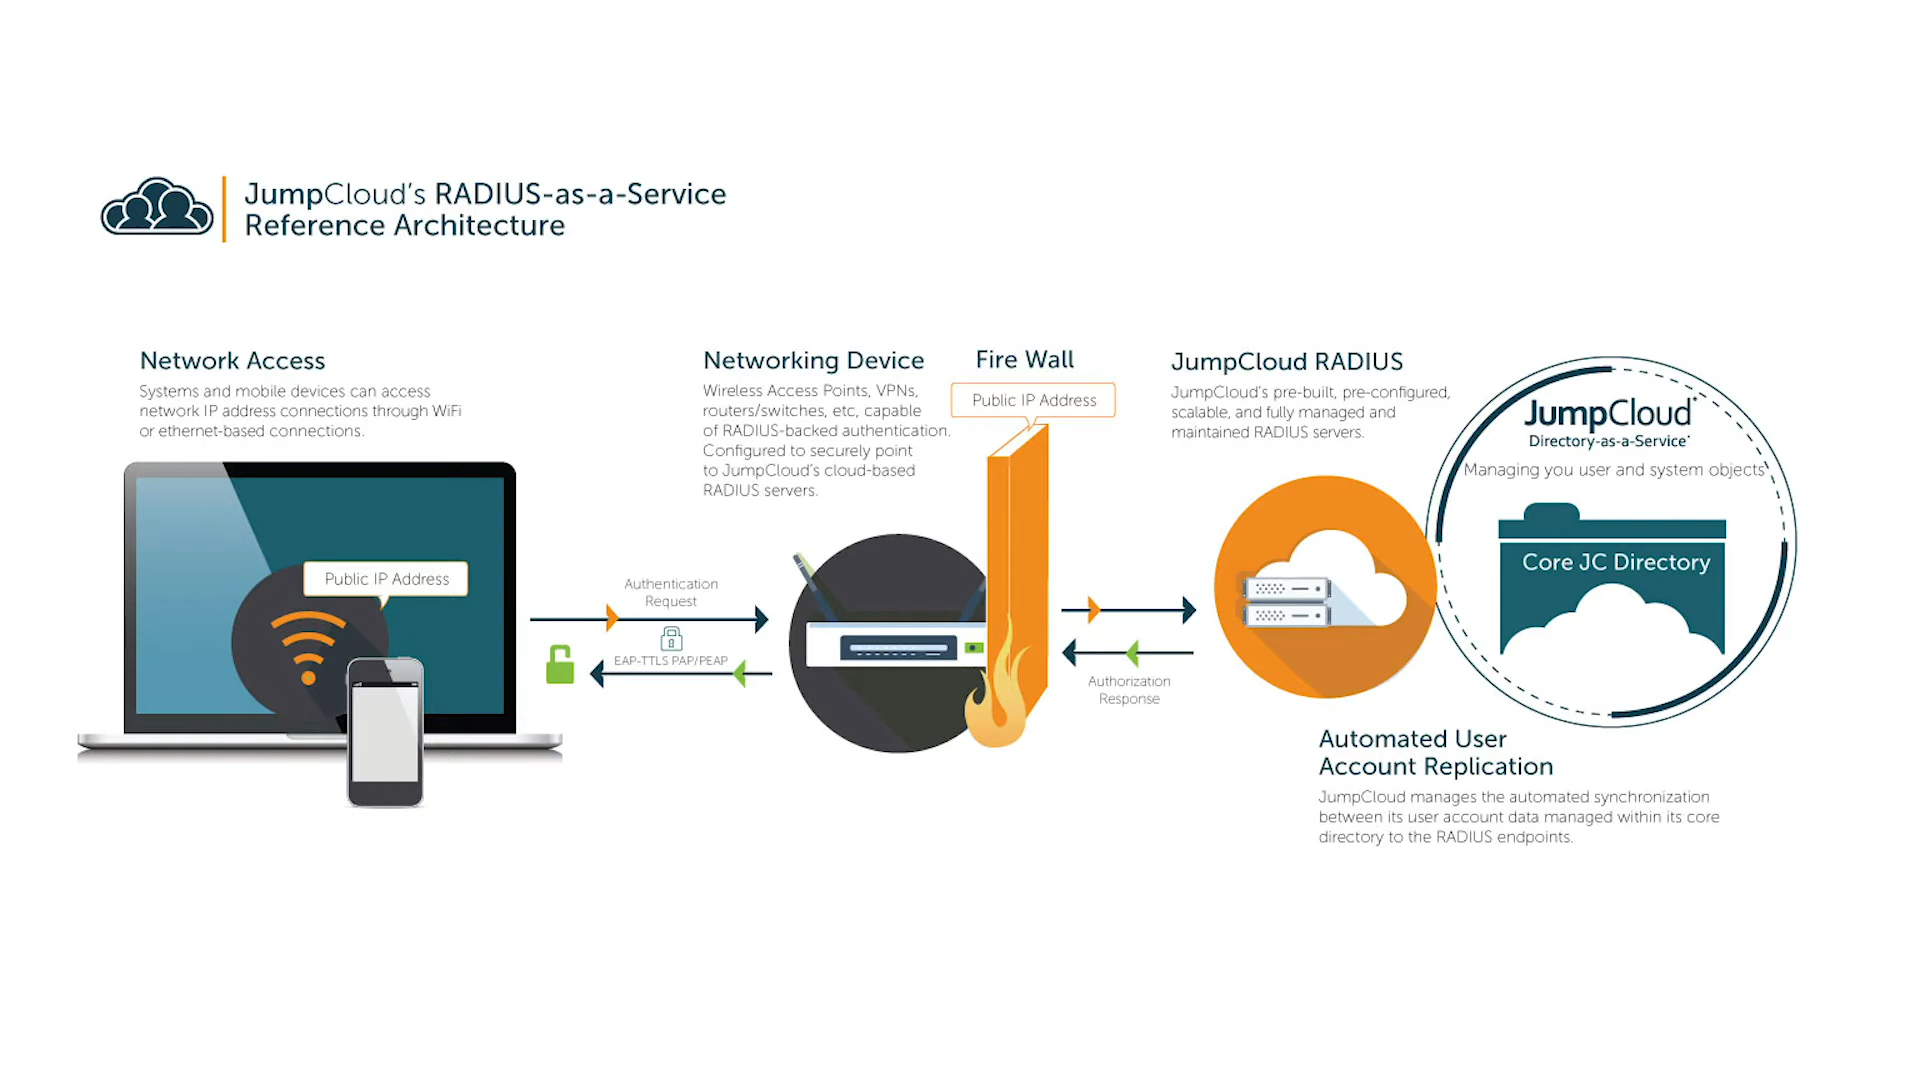 JumpCloud's RADIUS-as-a-Service
Reference Architecture
Network Access
Systems and mobile devices can access
network IP address connections through WiFi
or ethernet-based connections.
Public IP Address
Authentication
Request
EAP-TTLS PAP/PEAP
Networking Device
Wireless Access Points, VPNs,
routers/switches, etc, capable
of RADIUS-backed authentication.
Configured to securely point
to JumpCloud's cloud-based
RADIUS servers.
Fire Wall
Public IP Address
Authorization
Response
JumpCloud RADIUS
JumpCloud's pre-built, pre-configured,
scalable, and fully managed and
maintained RADIUS servers.
JumpCloud
Directory-as-a-Service
Managing you user and system objects
Core JC Directory
Automated User
Account Replication
JumpCloud manages the automated synchronization
between its user account data managed within its core
directory to the RADIUS endpoints.